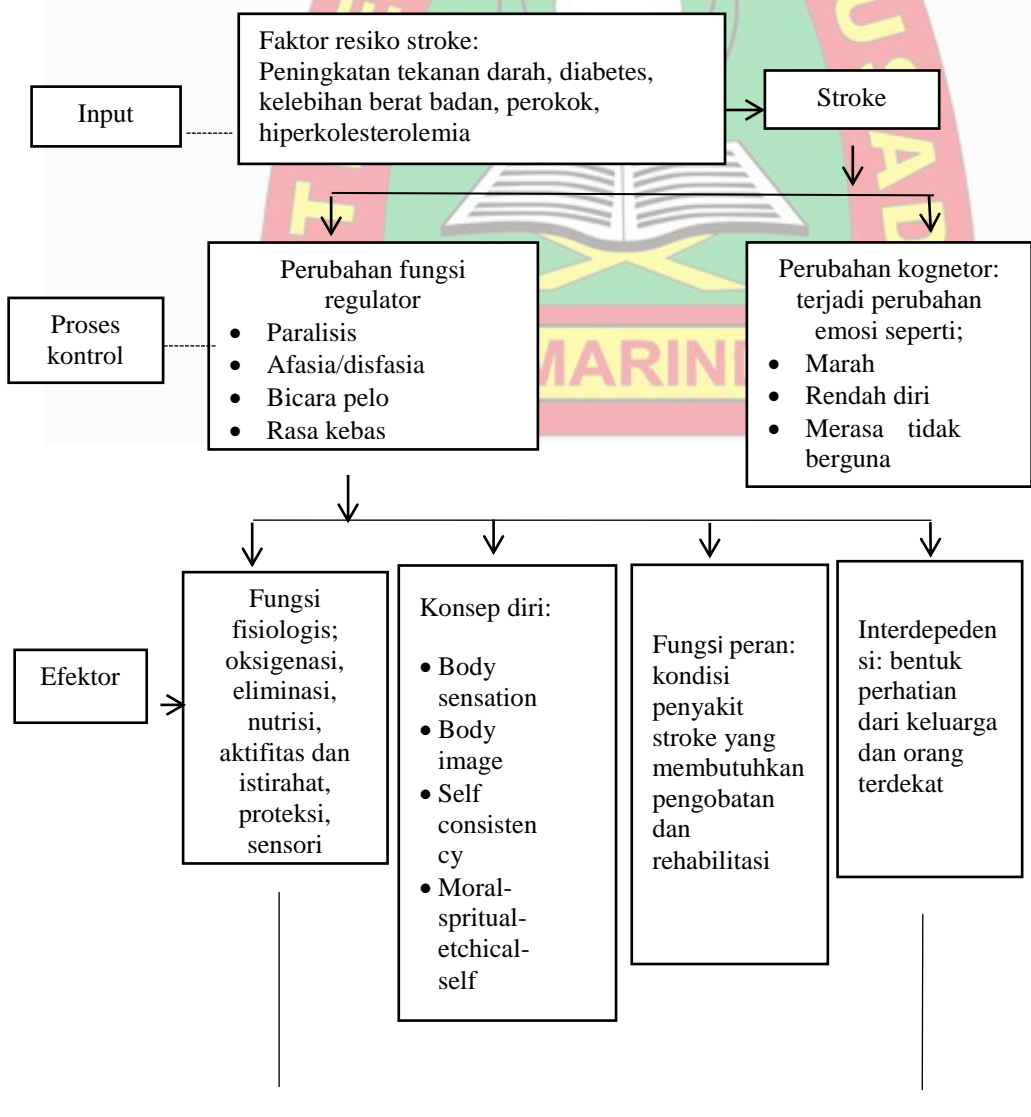 Faktor resiko stroke:
Peningkatan tekanan darah, diabetes,
kelebihan berat badan, perokok,
hiperkolesterolemia
Input
Stroke
Perubahan fungsi
regulator
• Paralisis
• Afasia/disfasia
• Bicara pelo
• Rasa kebas
Perubahan kognetor:
terjadi perubahan
emosi seperti;
• Marah
• Rendah diri
• Merasa tidak
berguna
Proses
kontrol
MARIN
Efektor
Fungsi
fisiologis;
oksigenasi,
eliminasi,
nutrisi,
aktifitas dan
istirahat,
proteksi,
sensori
Konsep diri:
• Body
sensation
• Body
image
• Self
consisten
cy
• Moral-
spritual-
etchical-
self
Fungsi peran:
kondisi
penyakit
stroke yang
membutuhkan
pengobatan
dan
rehabilitasi
Interdepeden
si: bentuk
perhatian
dari keluarga
dan orang
terdekat